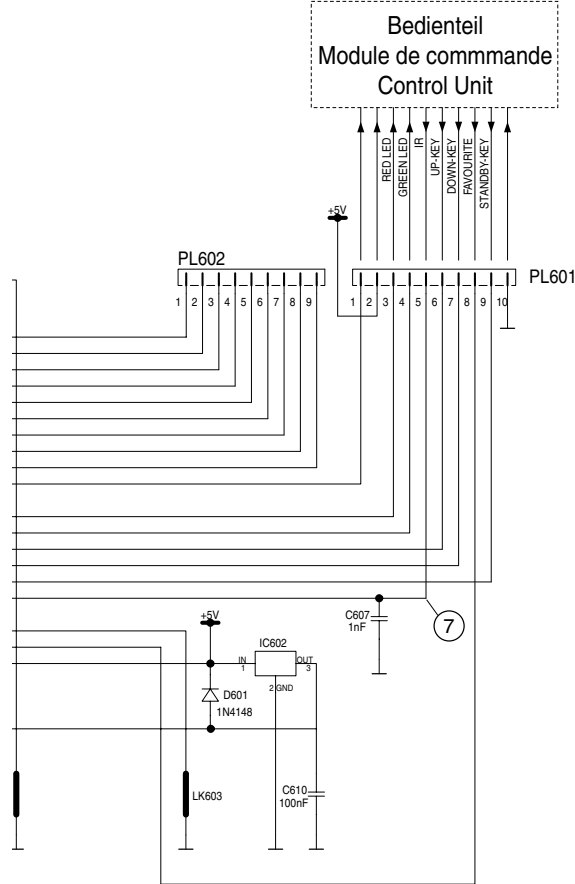 Bedienteil
Module de commmande
Control Unit
RED LED
GREEN LED
IR
UP-KEY
DOWN-KEY
FAVOURITE
STANDBY-KEY
+5V
PL602
PL601
1 2 3 4 5 6 7 8 9
1 2 3 4 5 6 7 8 9 10
C607
1nF
7
+5V
IC602
IN
1
OUT
3
2 GND
D601
1N4148
LK603
C610
100nF